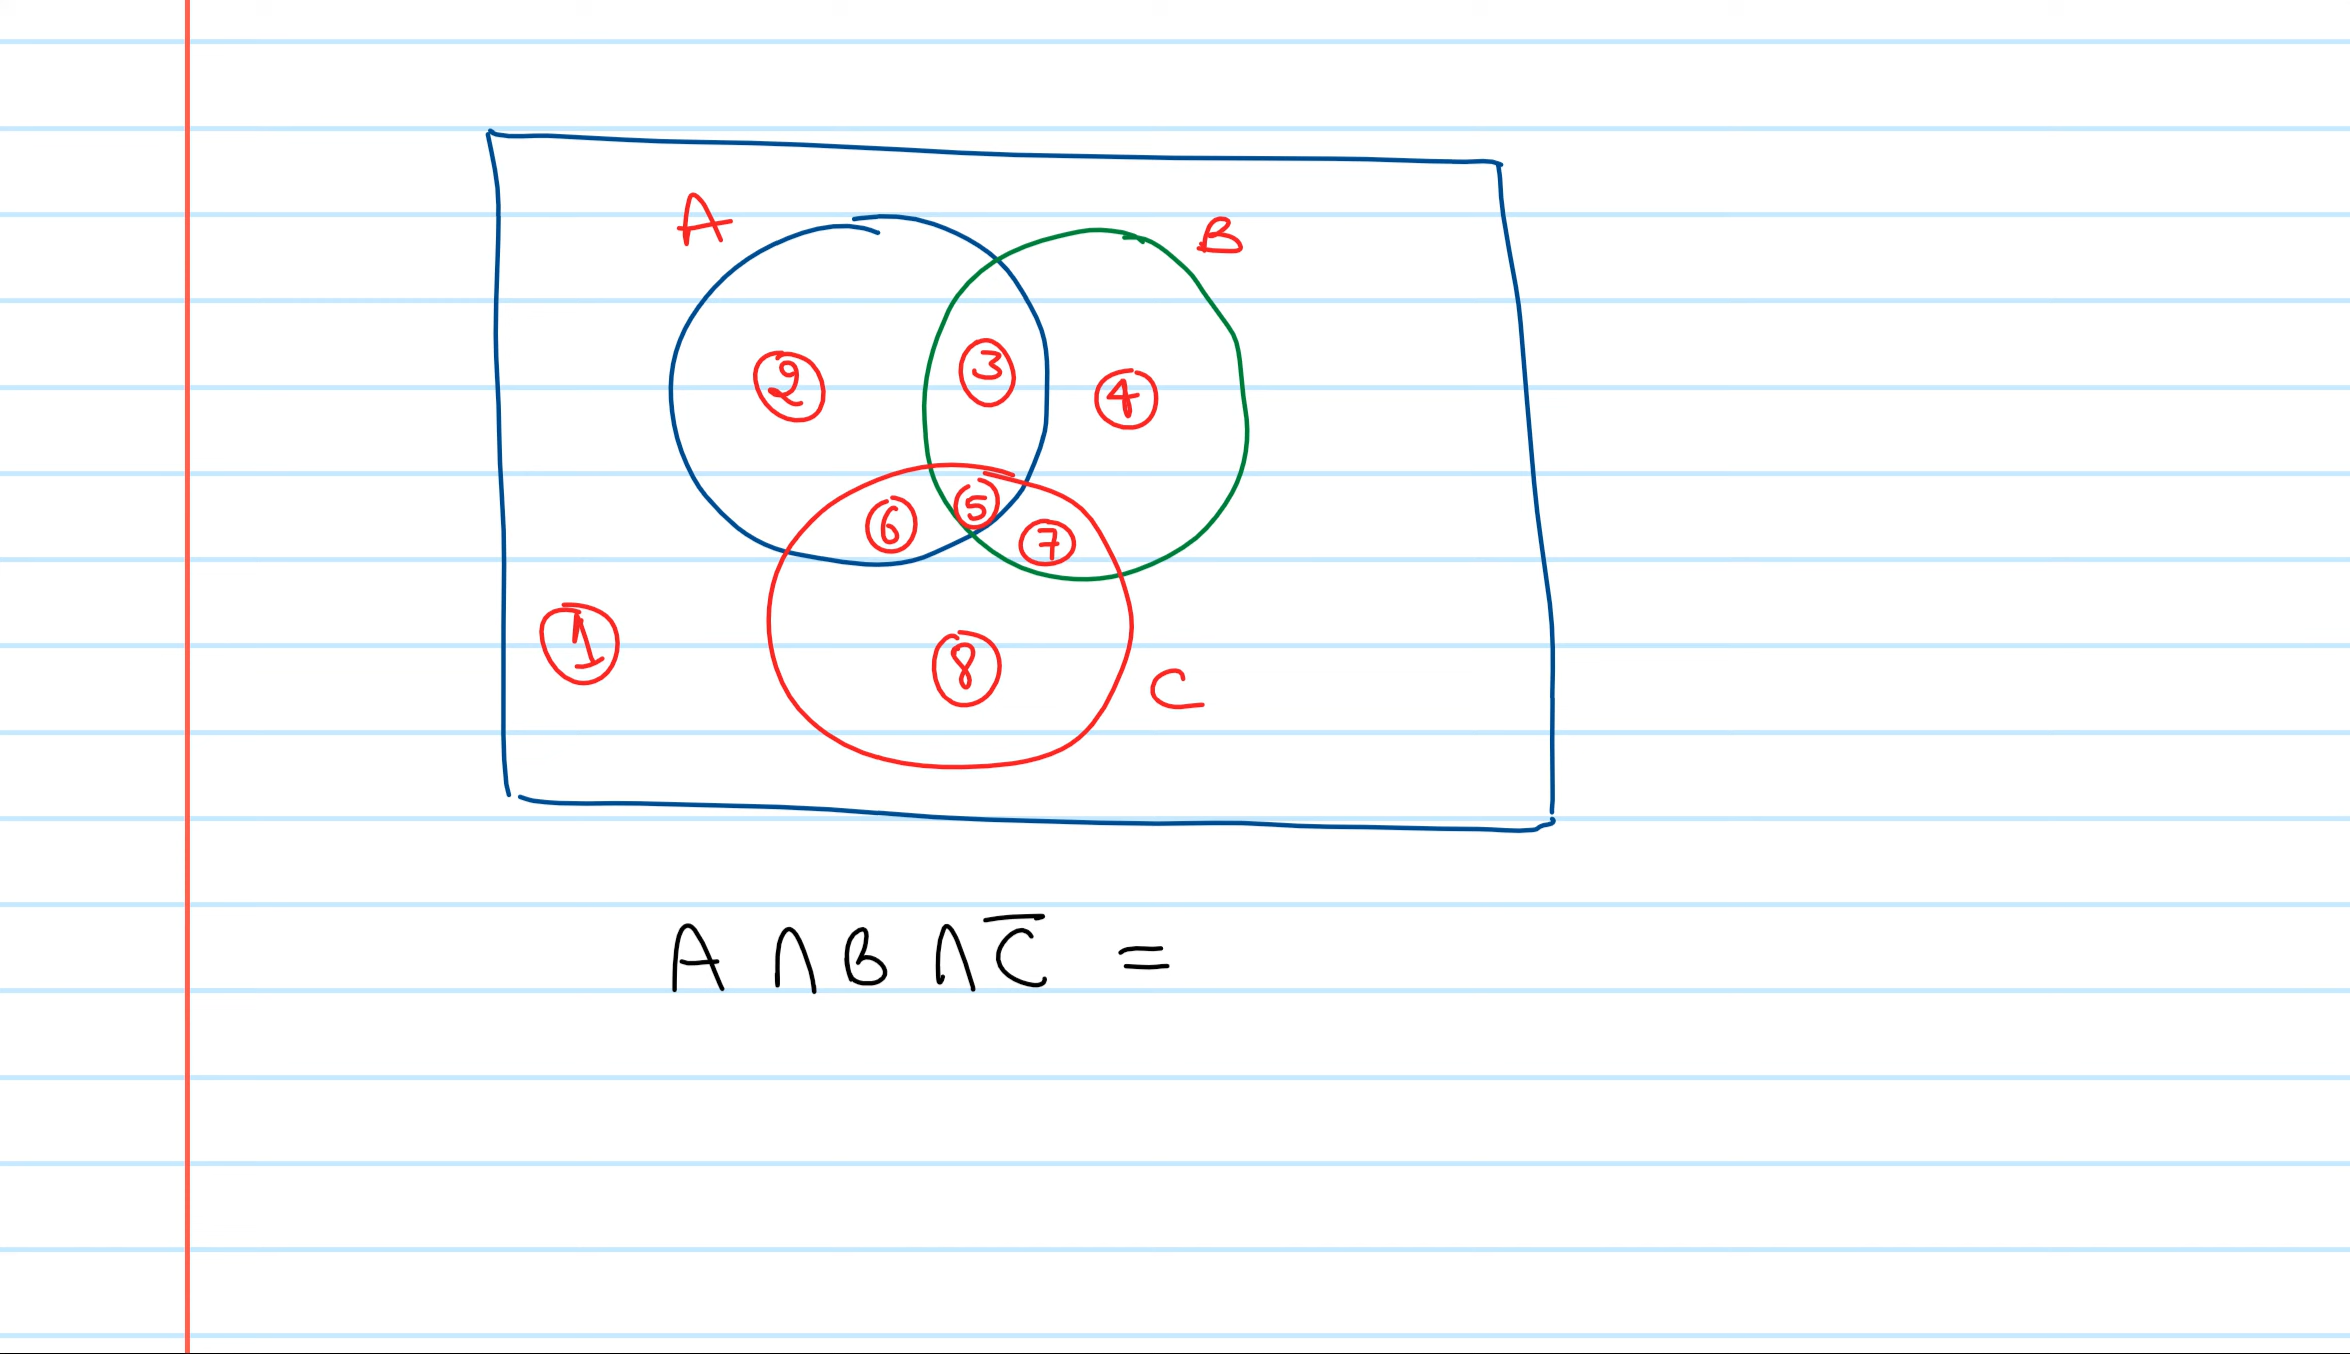 A
B
② ③ ④
⑥ ⑤ ⑦
① ⑧ C
A ∩ B ∩ C̅ =